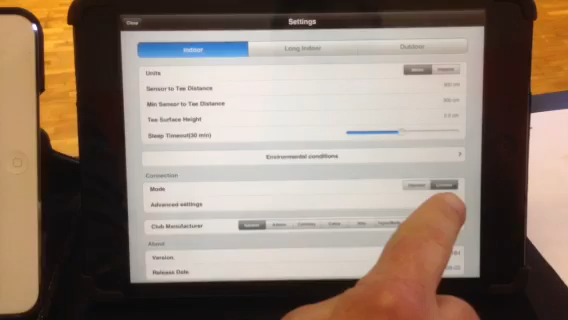 Close
Settings
Indoor Long Indoor Outdoor
Units
Sensor to Tee Distance
Min Sensor to Tee Distance
Tee Surface Height
Sleep Timeout(30 min)
Environmental conditions
Connection
Mode
Advanced settings
Club Manufacturer
About
Version
Release Date